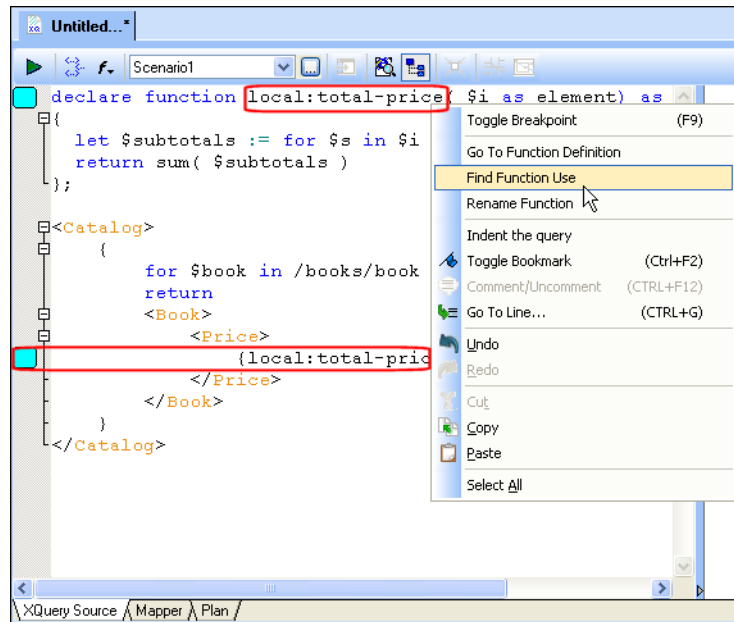 Untitled...*
Scenario1
declare function local:total-price( $i as element) as
{
let $subtotals := for $s in $i
return sum( $subtotals )
};
<Catalog>
{
for $book in /books/book
return
<Book>
<Price>
{local:total-pric
</Price>
</Book>
}
</Catalog>
Toggle Breakpoint (F9)
Go To Function Definition
Find Function Use
Rename Function
Indent the query
Toggle Bookmark (Ctrl+F2)
Comment/Uncomment (CTRL+F12)
Go To Line... (CTRL+G)
Undo
Redo
Cut
Copy
Paste
Select All
XQuery Source Mapper Plan